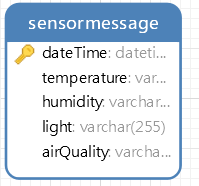 sensormessage
dateTime: dateti...
temperature: var...
humidity: varchar...
light: varchar(255)
airQuality: varcha...